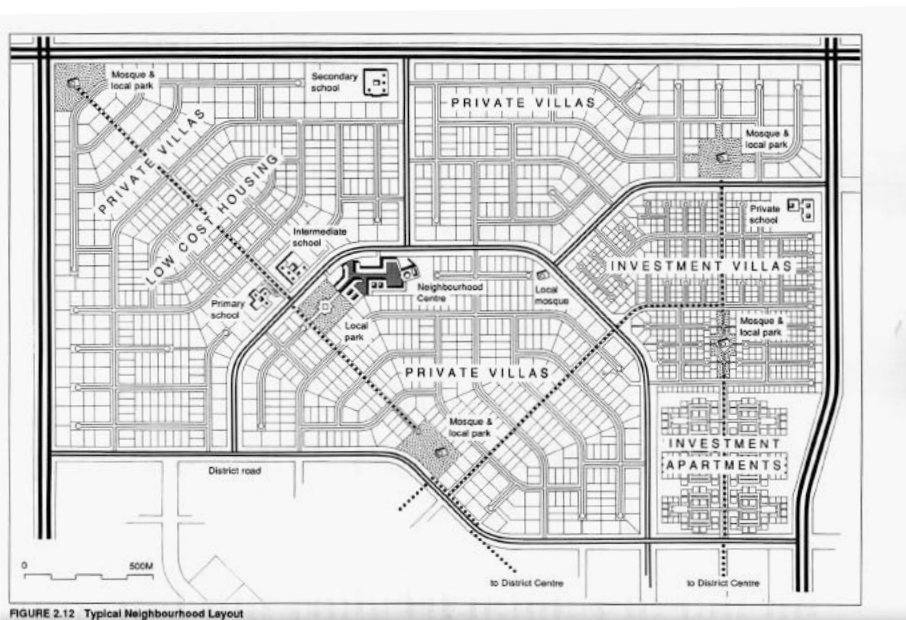 Mosque &
local park
Secondary
school
PRIVATE VILLAS
Mosque &
local park
PRIVATE VILLAS
LOW COST HOUSING
Private
school
Intermediate
school
INVESTMENT VILLAS
Neighbourhood
Centre
Local
mosque
Primary
school
Local
park
Mosque &
local park
PRIVATE VILLAS
Mosque &
local park
INVESTMENT
APARTMENTS
District road
0 500M
to District Centre
to District Centre
FIGURE 2.12 Typical Neighbourhood Layout